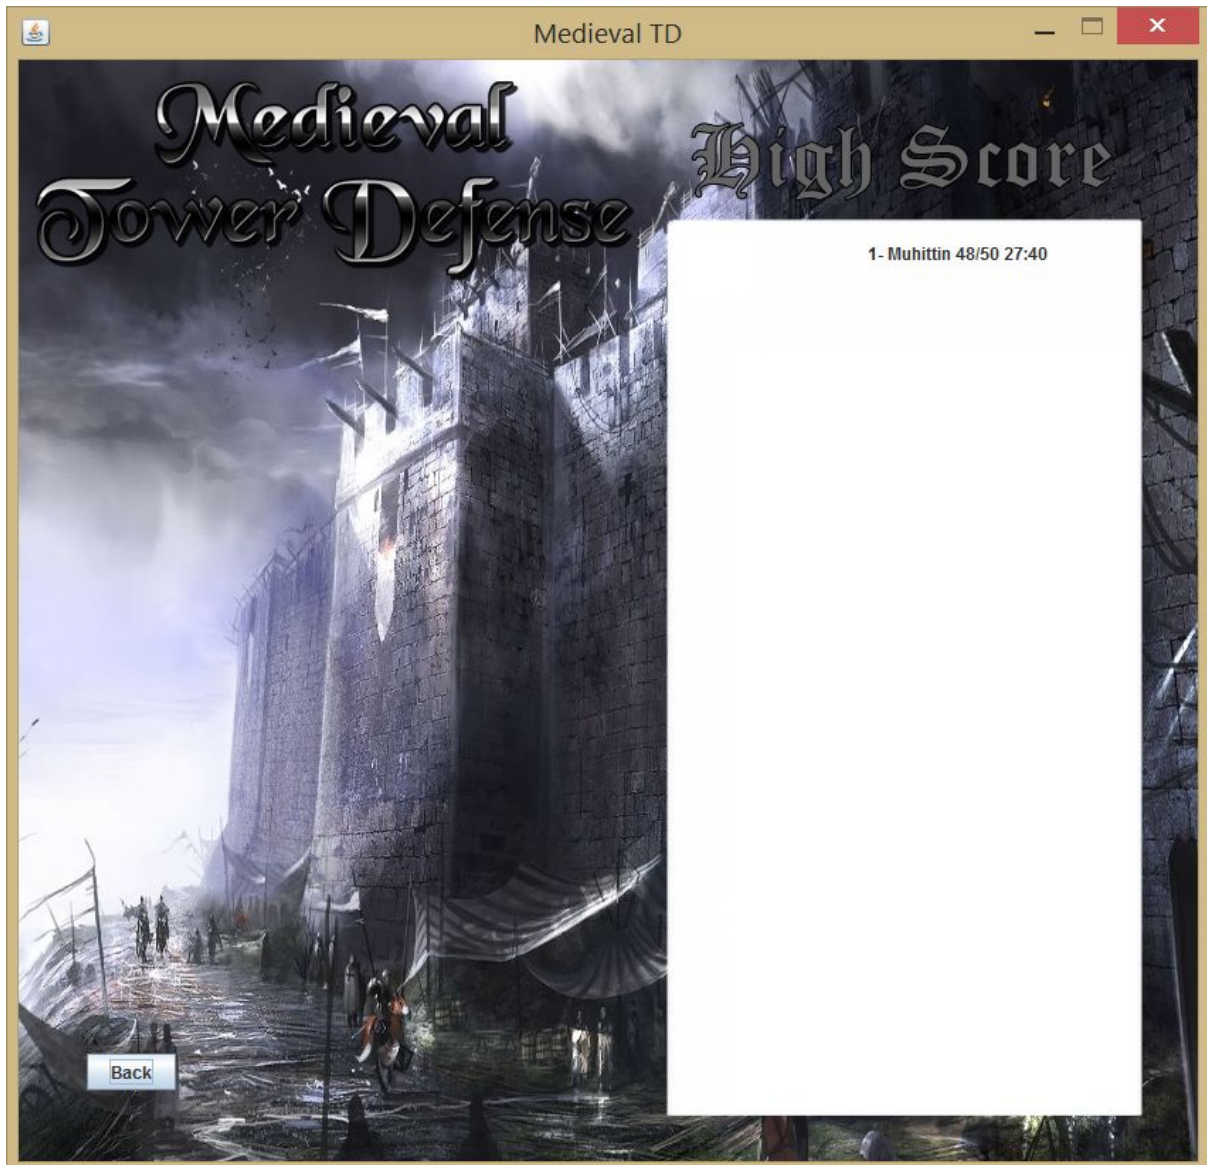 Medieval TD
Medieval
Tower Defense
High Score
1- Muhittin 48/50 27:40
Back